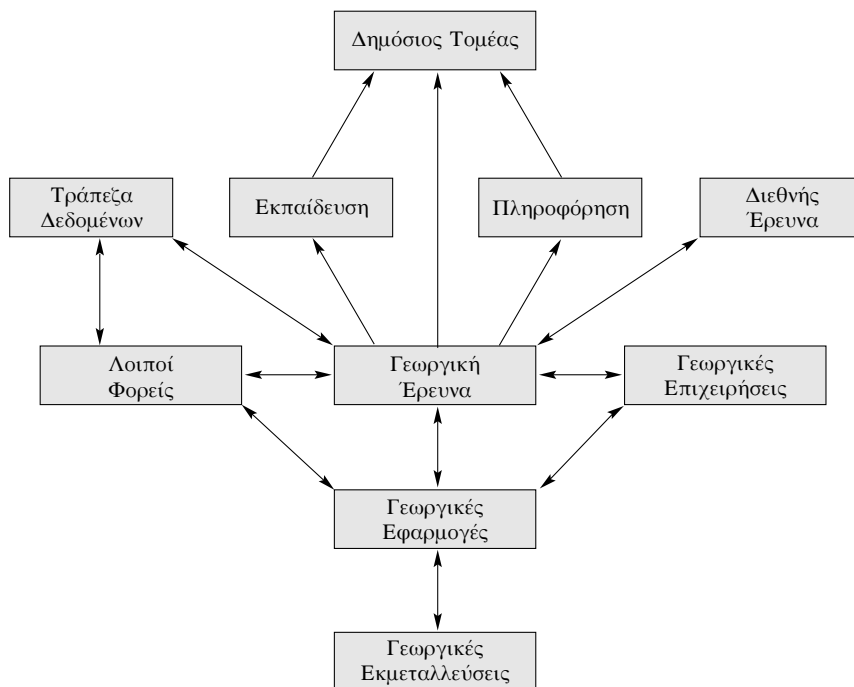 Δημόσιος Τομέας
Τράπεζα
Δεδομένων
Εκπαίδευση
Πληροφόρηση
Διεθνής
Έρευνα
Λοιποί
Φορείς
Γεωργική
Έρευνα
Γεωργικές
Επιχειρήσεις
Γεωργικές
Εφαρμογές
Γεωργικές
Εκμεταλλεύσεις